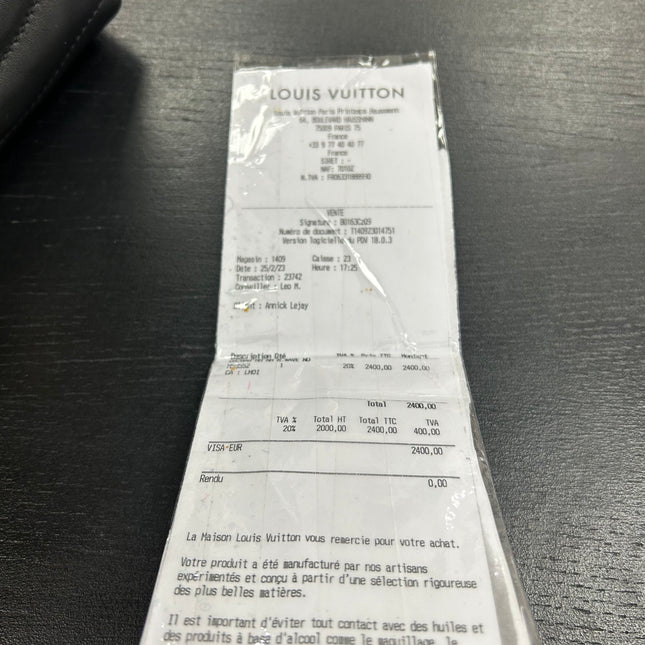 LOUIS VUITTON
Louis Vuitton Paris Printemps Haussmann
64, BOULEVARD HAUSSMANN
75009 PARIS 75
France
+33 9 77 40 40 77
France
SIRET : -
NAF:
N.TVA :
VENTE
Signature :
Numéro de document : T1409Z3014751
Version logicielle du PDV 18.0.3
Magasin : 1409 Caisse : 23
Date : 25/2/23 Heure : 17:25
Transaction : 23742
Conseiller : Leo M.
Client : Annick Lejay
Description Qté TVA % Prix TTC Montant
1 20% 2400,00 2400,00
Total 2400,00
TVA % Total HT Total TTC TVA
20% 2000,00 2400,00 400,00
VISA-EUR 2400,00
Rendu 0,00
La Maison Louis Vuitton vous remercie pour votre achat.
Votre produit a été manufacturé par nos artisans
expérimentés et conçu à partir d'une sélection rigoureuse
des plus belles matières.
Il est important d'éviter tout contact avec des huiles et
des produits à base d'alcool comme le maquillage, le